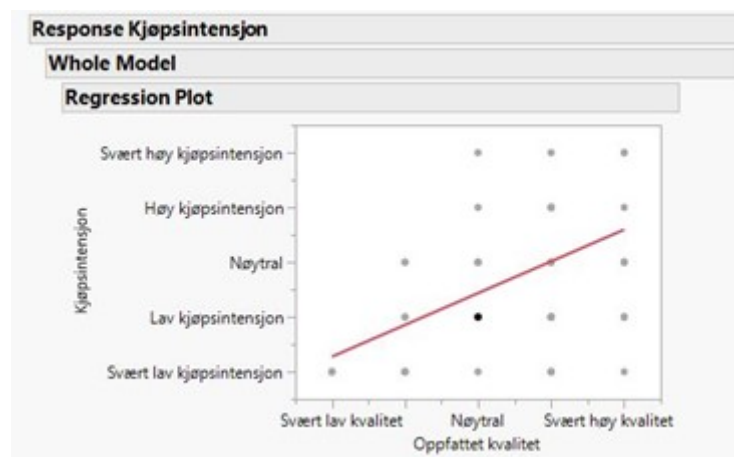 Response Kjøpsintensjon
Whole Model
Regression Plot
Svært høy kjøpsintensjon
Høy kjøpsintensjon
Nøytral
Lav kjøpsintensjon
Svært lav kjøpsintensjon
Kjøpsintensjon
Svært lav kvalitet Nøytral Svært høy kvalitet
Oppfattet kvalitet